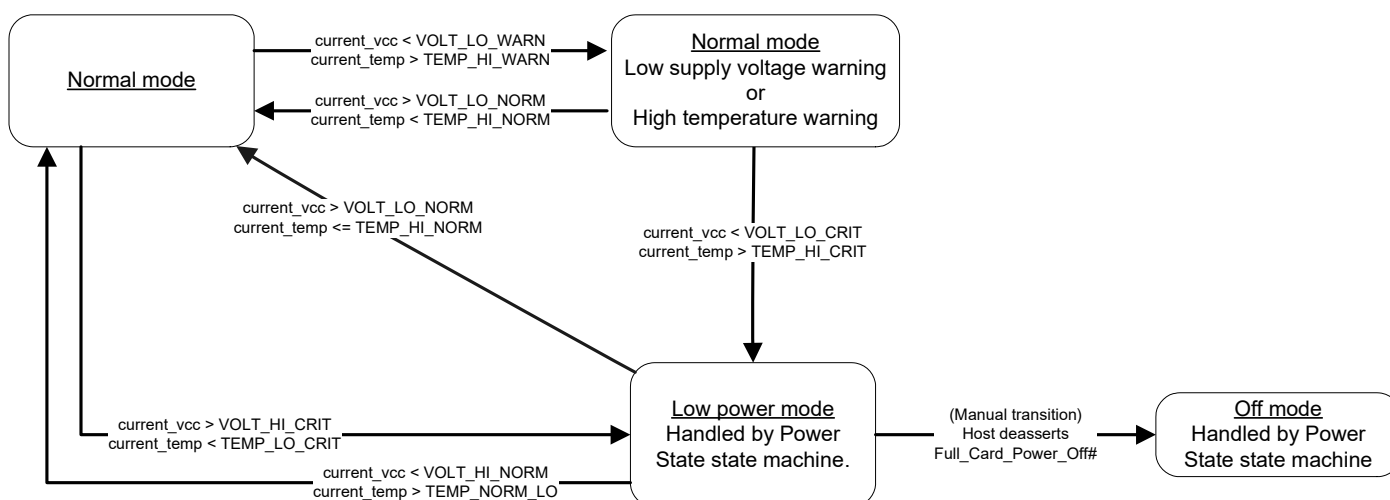 Normal mode
current_vcc < VOLT_LO_WARN
current_temp > TEMP_HI_WARN
current_vcc > VOLT_LO_NORM
current_temp < TEMP_HI_NORM
Normal mode
Low supply voltage warning
or
High temperature warning
current_vcc > VOLT_LO_NORM
current_temp <= TEMP_HI_NORM
current_vcc < VOLT_LO_CRIT
current_temp > TEMP_HI_CRIT
current_vcc > VOLT_HI_CRIT
current_temp < TEMP_LO_CRIT
current_vcc < VOLT_HI_NORM
current_temp > TEMP_NORM_LO
Low power mode
Handled by Power
State state machine.
(Manual transition)
Host deasserts
Full_Card_Power_Off#
Off mode
Handled by Power
State state machine